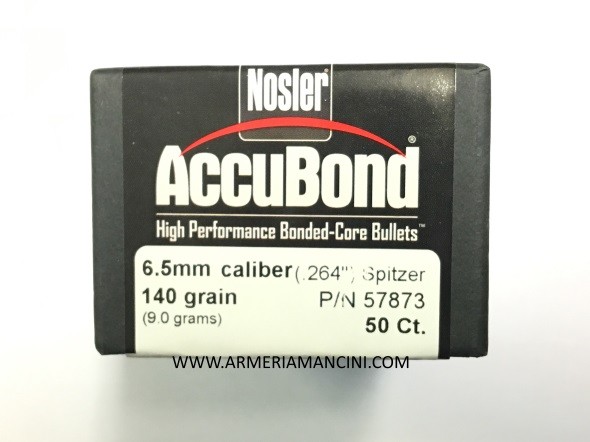 Nosler®
AccuBond®
High Performance Bonded-Core Bullets™
6.5mm caliber (.264") Spitzer
140 grain P/N 57873
(9.0 grams) 50 Ct.
WWW.ARMERIAMANCINI.COM